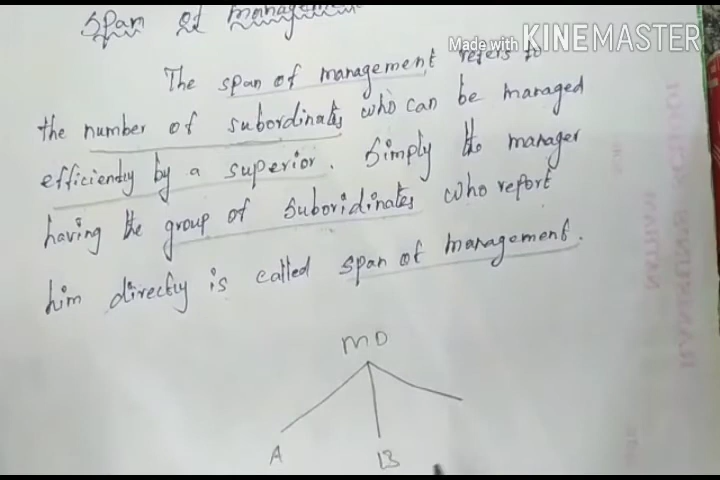 Span of management
Made with KINEMASTER
The span of management refers to
the number of subordinates who can be managed
efficiently by a superior. Simply the manager
having the group of suboridinates who report
him directly is called span of management.
MD
A
B